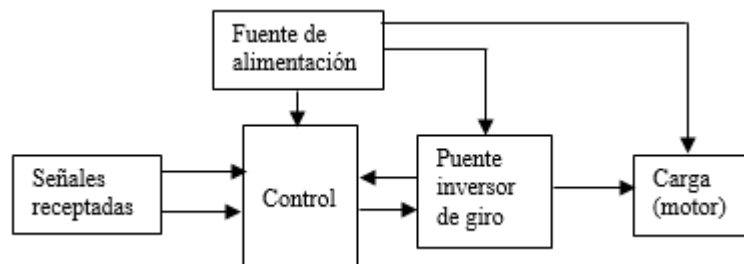 Fuente de
alimentación
Señales
receptadas
Control
Puente
inversor
de giro
Carga
(motor)